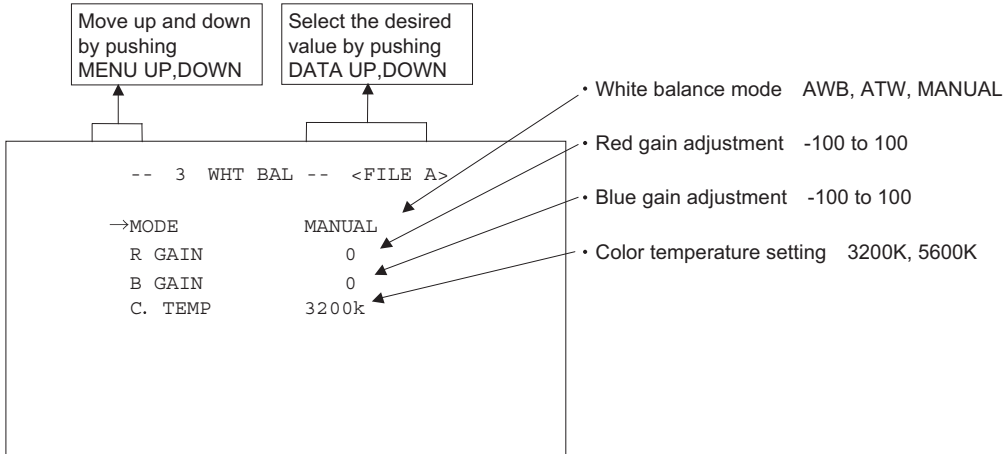 Move up and down
by pushing
MENU UP,DOWN
Select the desired
value by pushing
DATA UP,DOWN
・White balance mode AWB, ATW, MANUAL
・Red gain adjustment -100 to 100
・Blue gain adjustment -100 to 100
・Color temperature setting 3200K, 5600K
-- 3 WHT BAL -- <FILE A>
→MODE MANUAL
R GAIN 0
B GAIN 0
C. TEMP 3200k